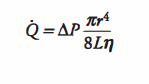 Q̇ = ΔP πr⁴ / 8Lη